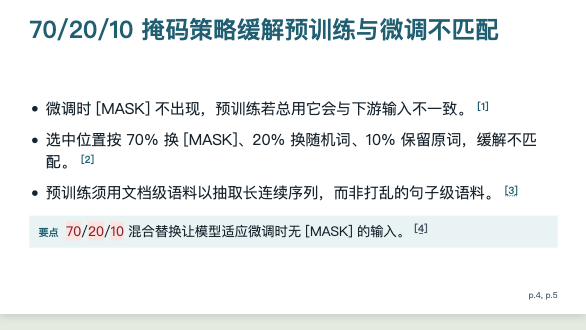 70/20/10 掩码策略缓解预训练与微调不匹配
• 微调时 [MASK] 不出现，预训练若总用它会与下游输入不一致。 [1]
• 选中位置按 70% 换 [MASK]、20% 换随机词、10% 保留原词，缓解不匹
配。 [2]
• 预训练须用文档级语料以抽取长连续序列，而非打乱的句子级语料。 [3]
要点 70/20/10 混合替换让模型适应微调时无 [MASK] 的输入。 [4]
p.4, p.5